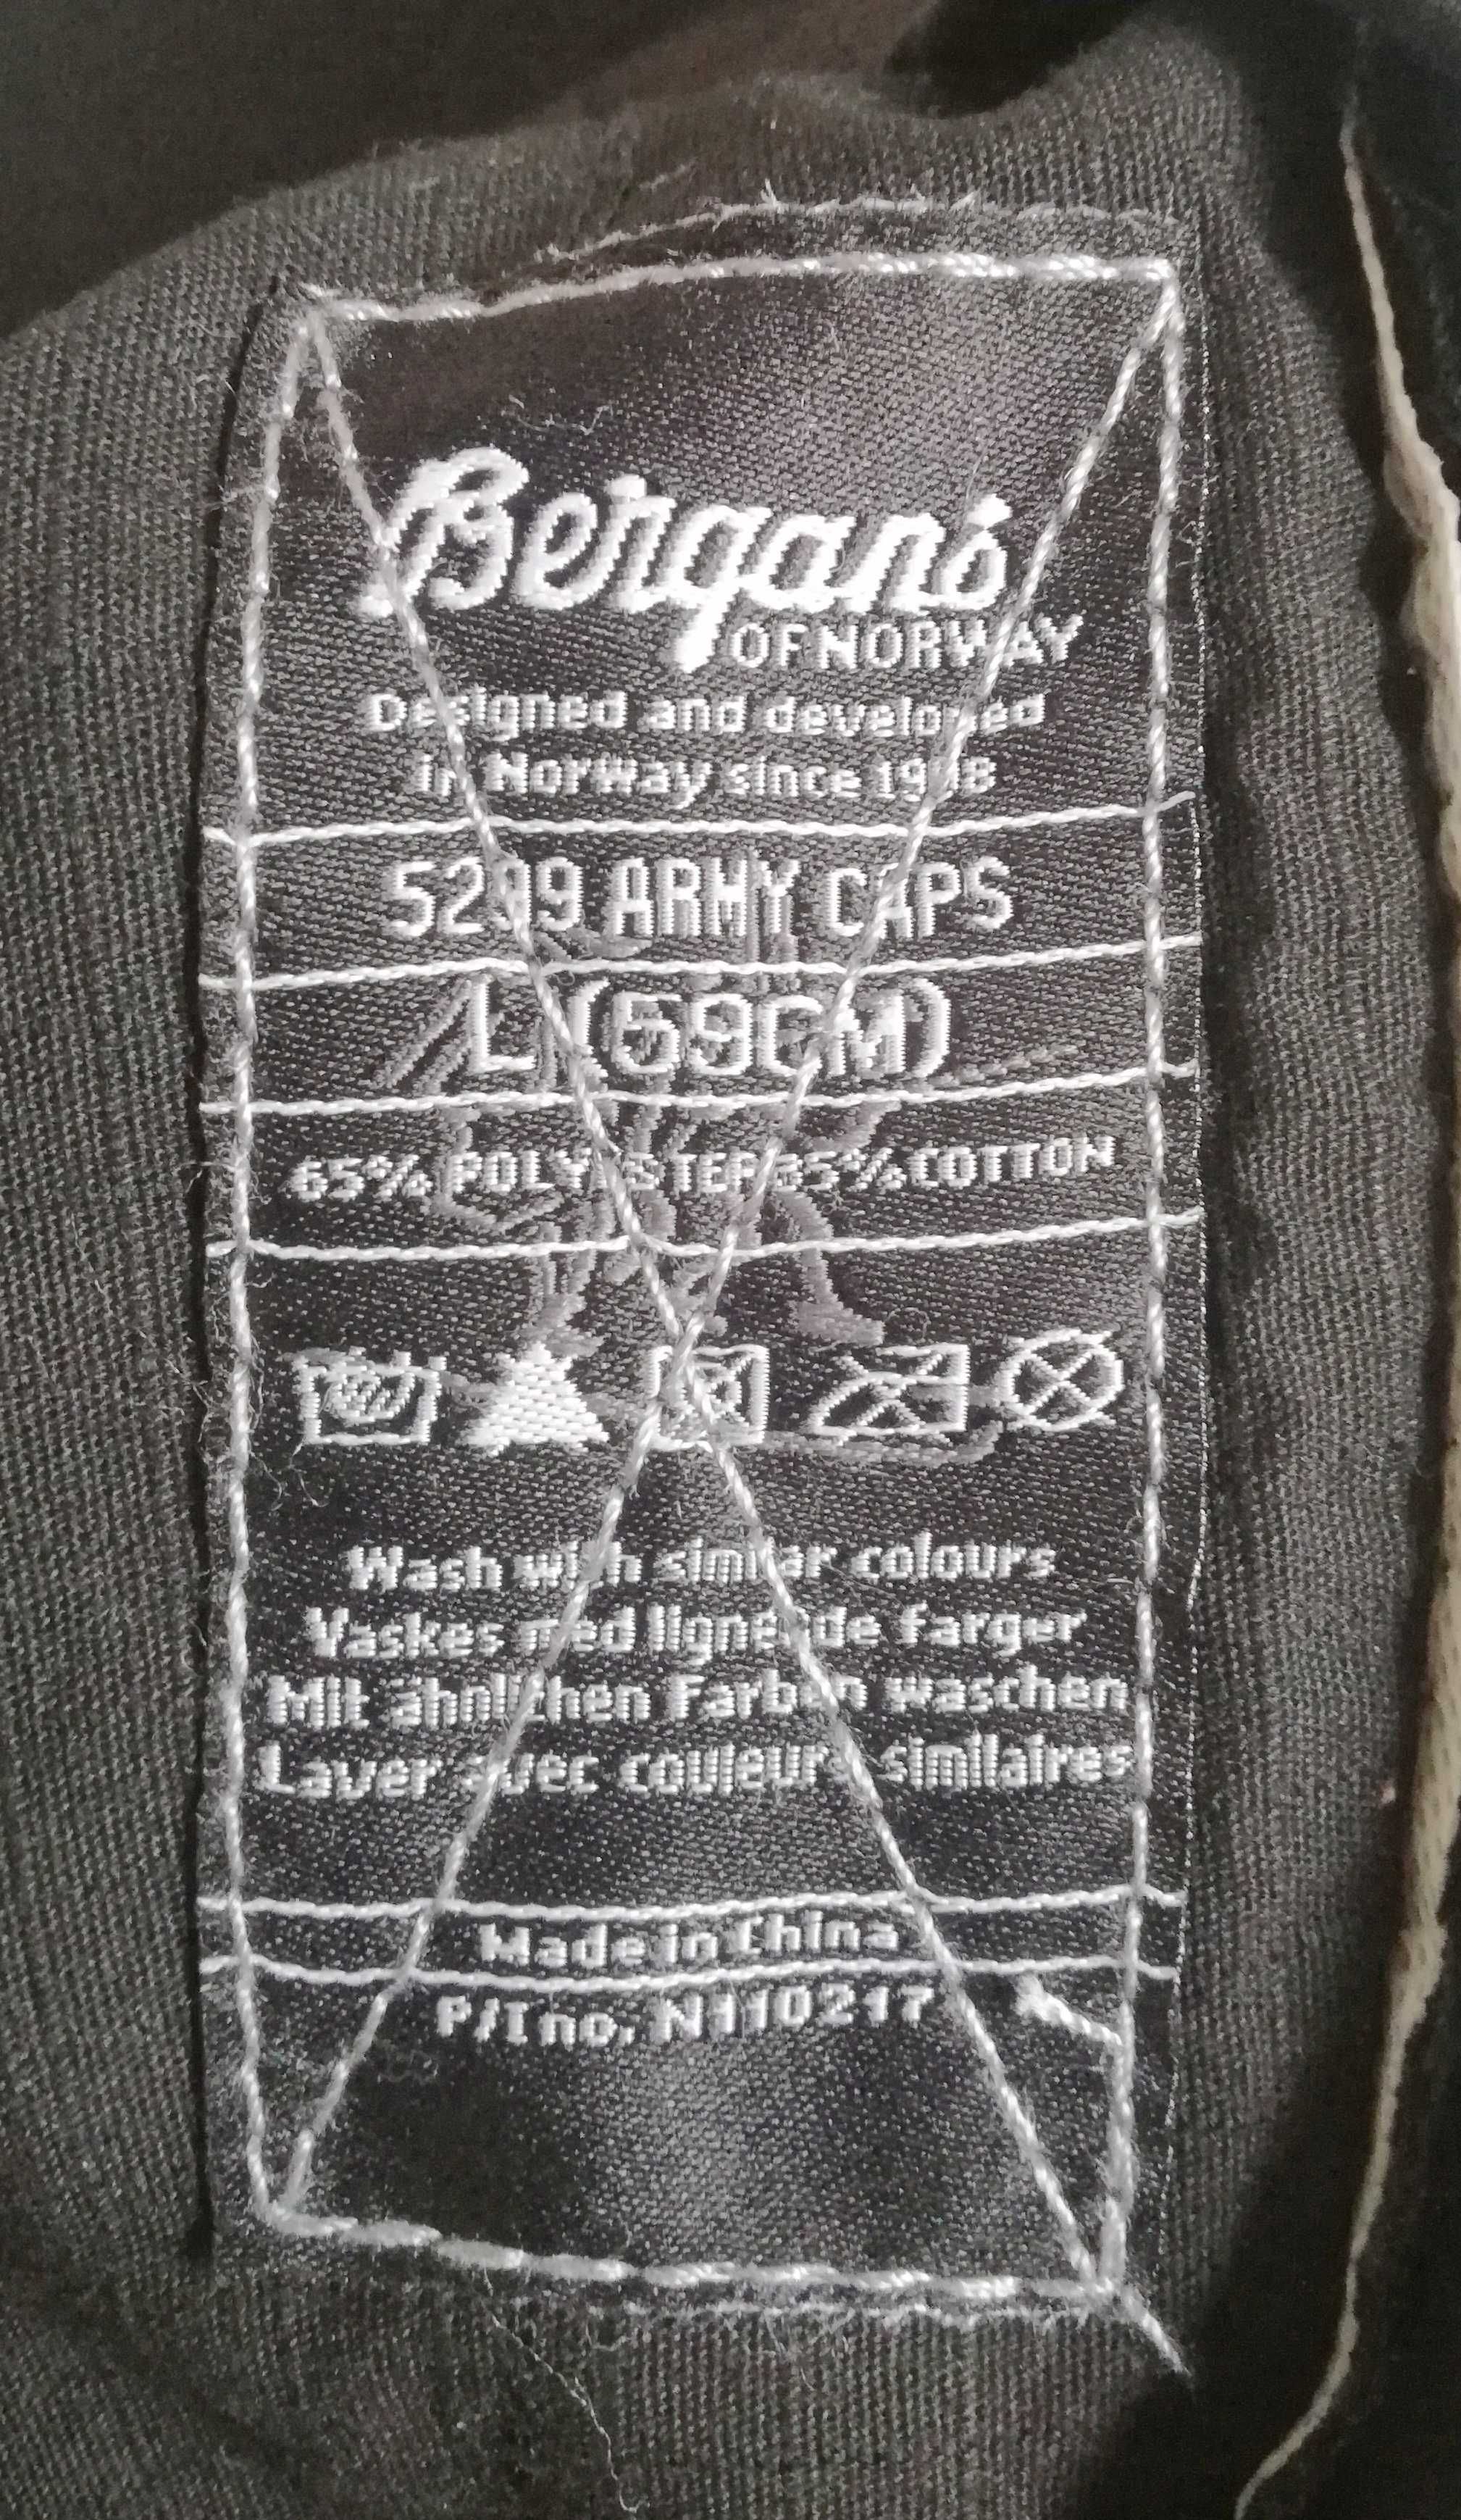 Bergans
OF NORWAY
Designed and developed
in Norway since 1908
5299 ARMY CAPS
L (59CM)
65% POLYESTER 35% COTTON
Wash with similar colours
Vaskes med lignende farger
Mit ähnlichen Farben waschen
Laver avec couleurs similaires
Made in China
P/I no. N110217